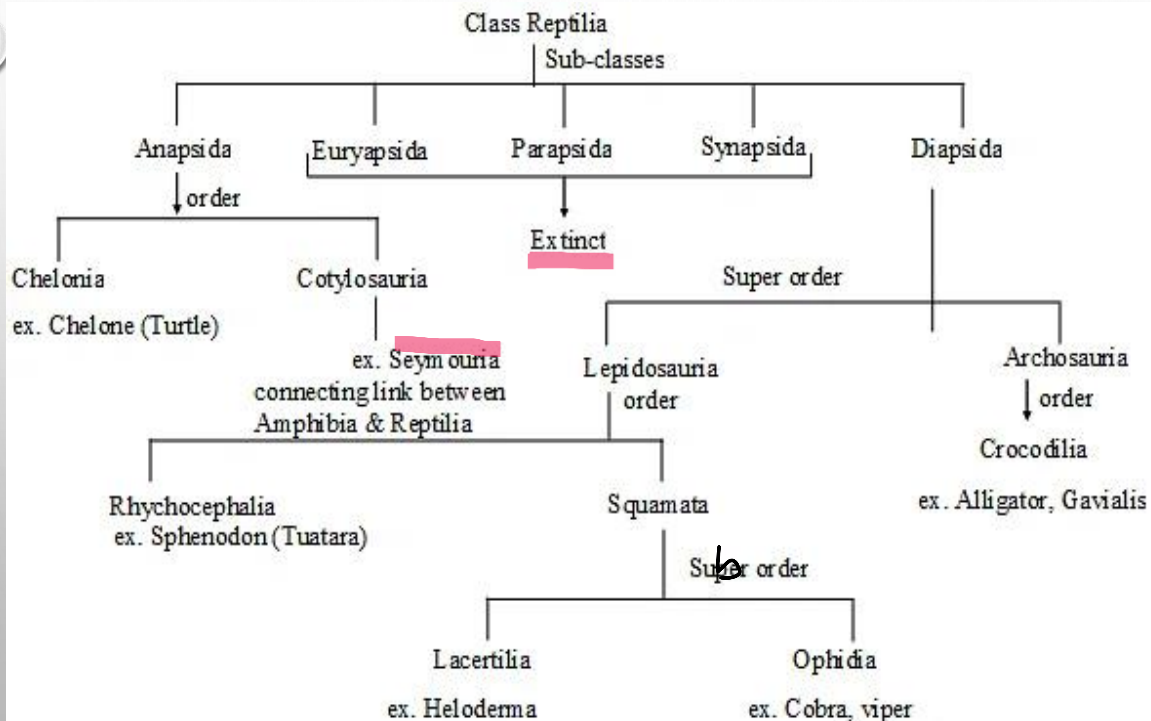 Class Reptilia
Sub-classes
Anapsida
Euryapsida
Parapsida
Synapsida
Diapsida
order
Extinct
Chelonia
Cotylosauria
Super order
ex. Chelone (Turtle)
ex. Seymouria
connecting link between
Amphibia & Reptilia
Lepidosauria
order
Archosauria
order
Crocodilia
ex. Alligator, Gavialis
Rhychocephalia
ex. Sphenodon (Tuatara)
Squamata
Super order
b
Lacertilia
Ophidia
ex. Heloderma
ex. Cobra, viper